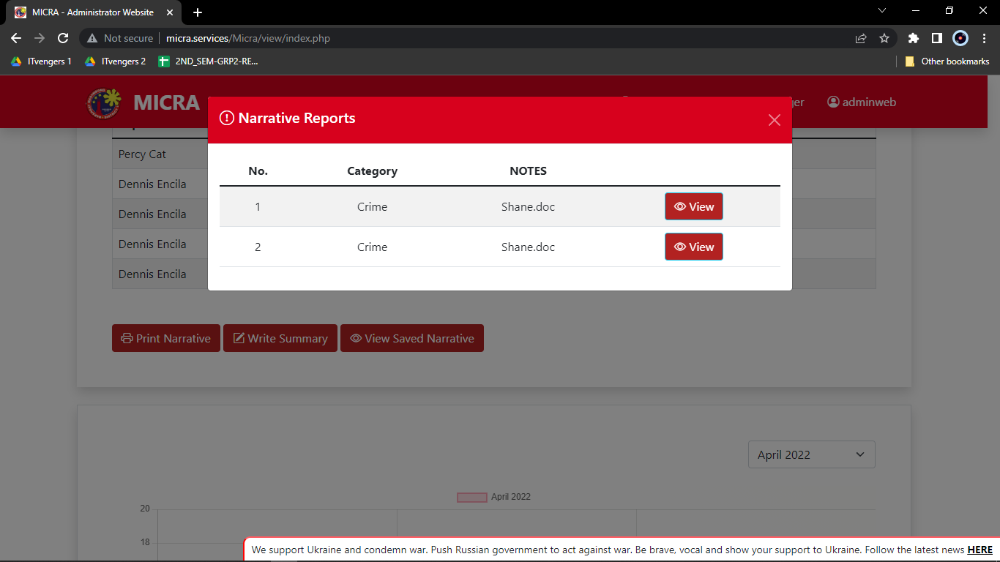 MICRA - Administrator Website
Not secure
micra.services/Micra/view/index.php
ITvengers 1
ITvengers 2
2ND_SEM-GRP2-RE...
Other bookmarks
MICRA
ger
adminweb
Narrative Reports
No. Category NOTES
1 Crime Shane.doc View
2 Crime Shane.doc View
Percy Cat
Dennis Encila
Dennis Encila
Dennis Encila
Dennis Encila
Print Narrative
Write Summary
View Saved Narrative
April 2022
April 2022
20
18
We support Ukraine and condemn war. Push Russian government to act against war. Be brave, vocal and show your support to Ukraine. Follow the latest news HERE